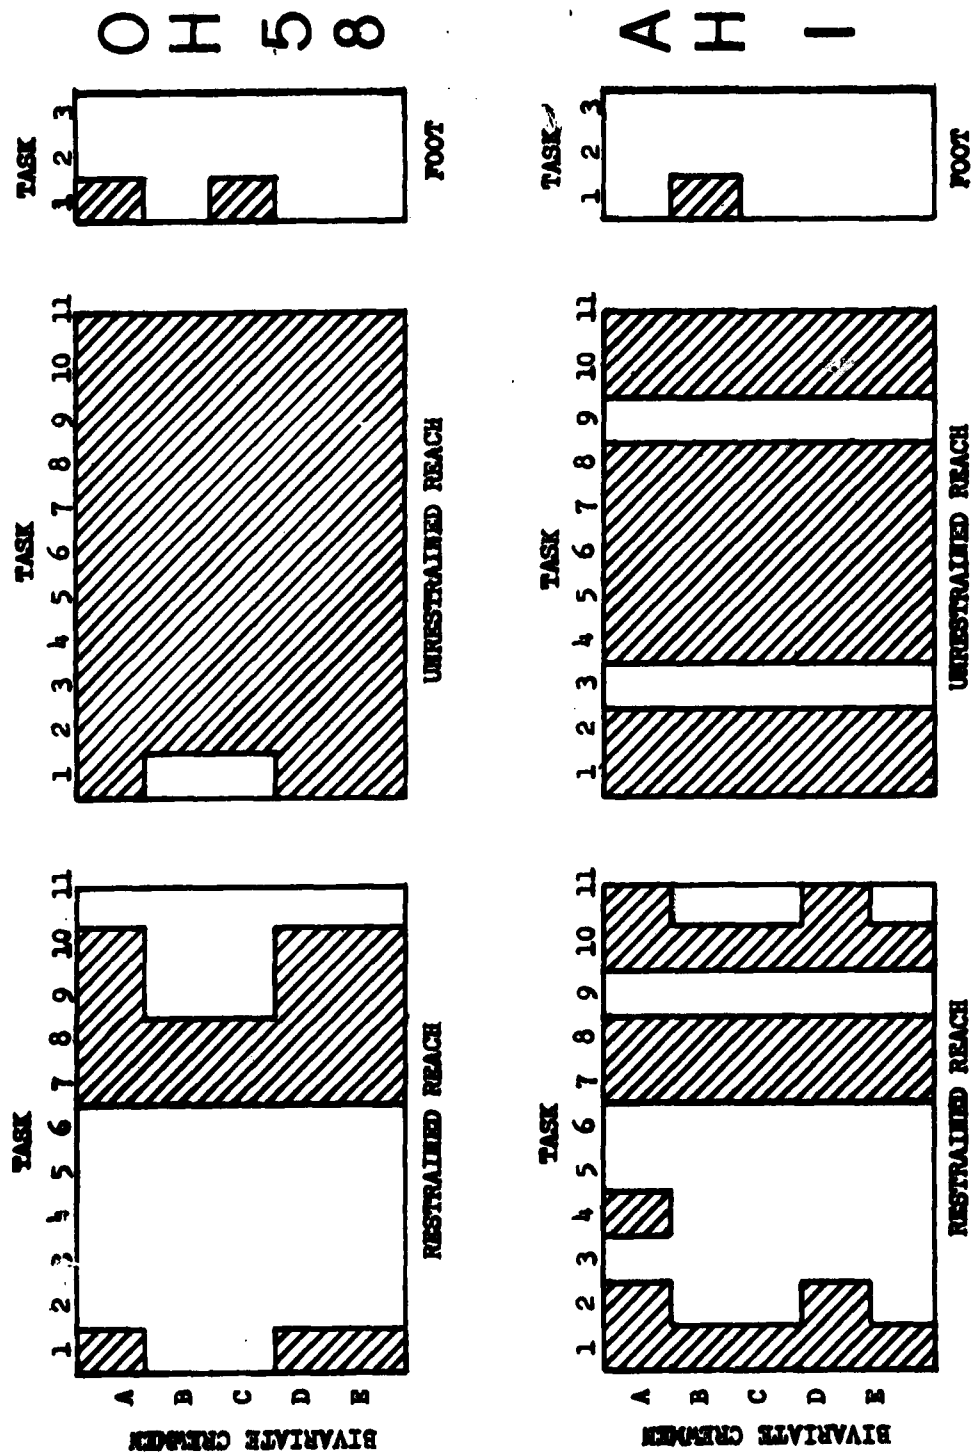 OH 58
TASK
1 2 3 4 5 6 7 8 9 10 11
A
B
C
D
E
BIVARIATE CREWMEN
RESTRAINED REACH
TASK
1 2 3 4 5 6 7 8 9 10 11
UNRESTRAINED REACH
TASK
1 2 3
FOOT
AH 1
TASK
1 2 3 4 5 6 7 8 9 10 11
A
B
C
D
E
BIVARIATE CREWMEN
RESTRAINED REACH
TASK
1 2 3 4 5 6 7 8 9 10 11
UNRESTRAINED REACH
TASK
1 2 3
FOOT